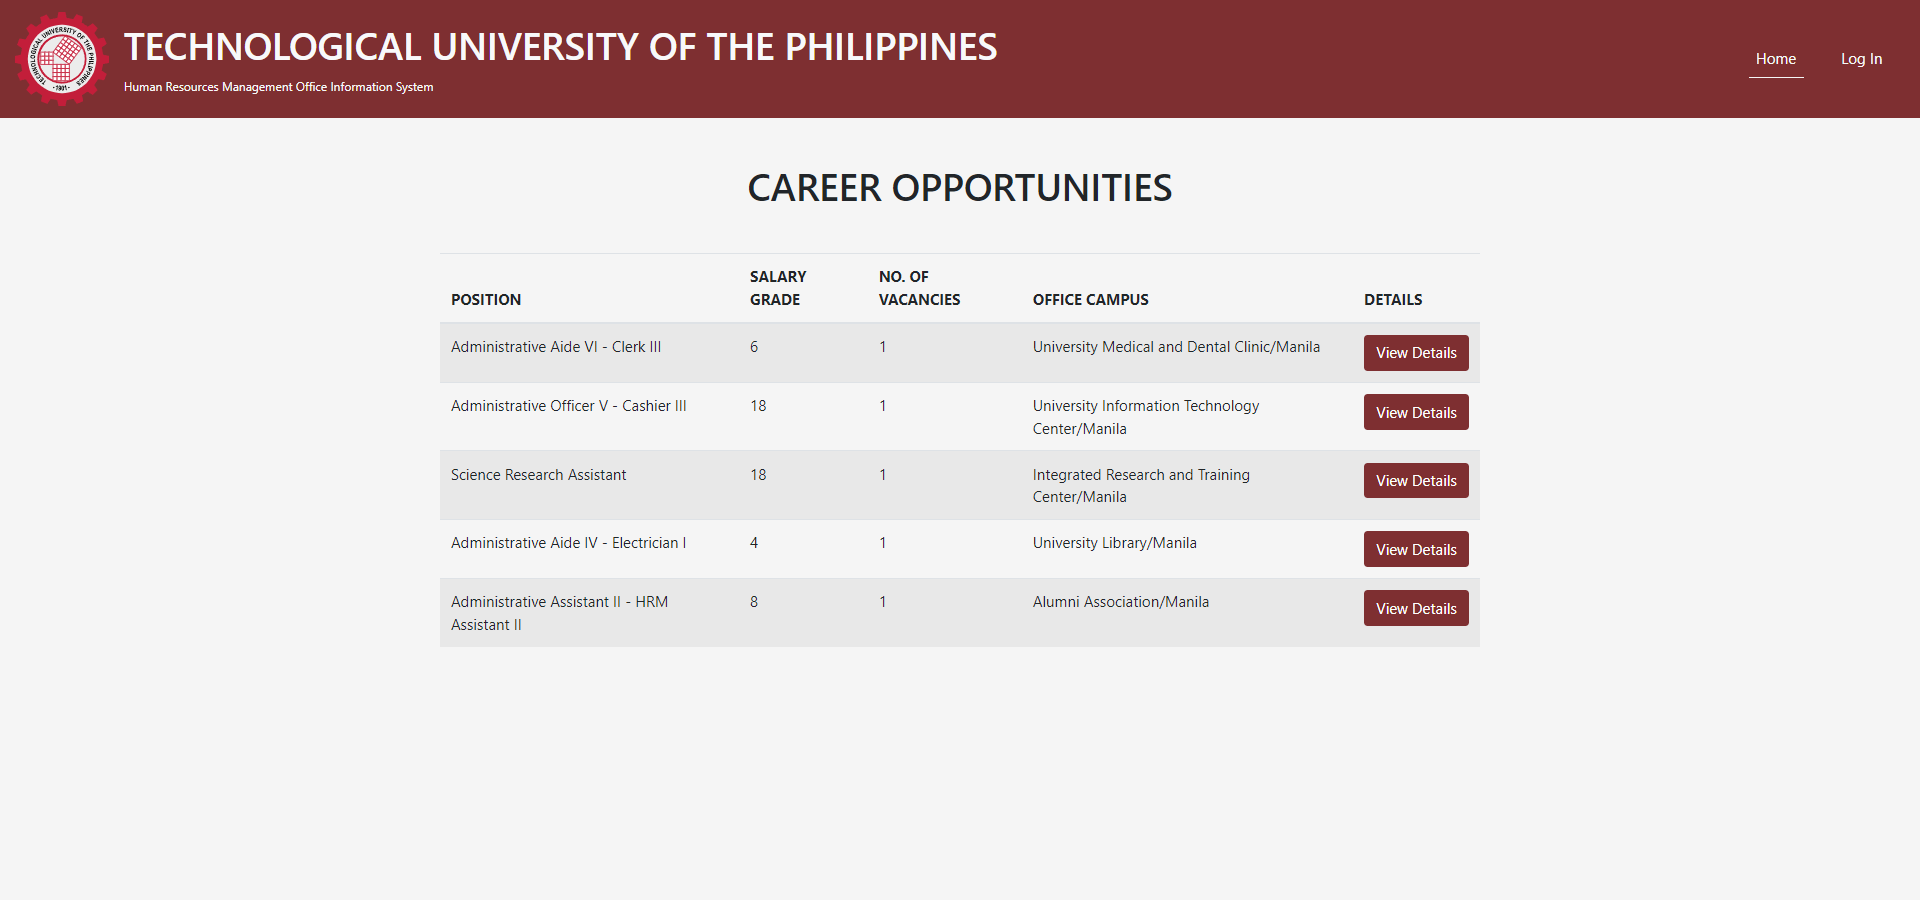 TECHNOLOGICAL UNIVERSITY OF THE PHILIPPINES
- 1901 -
TECHNOLOGICAL UNIVERSITY OF THE PHILIPPINES
Human Resources Management Office Information System
Home
Log In
CAREER OPPORTUNITIES
POSITION
SALARY
GRADE
NO. OF
VACANCIES
OFFICE CAMPUS
DETAILS
Administrative Aide VI - Clerk III
6
1
University Medical and Dental Clinic/Manila
View Details
Administrative Officer V - Cashier III
18
1
University Information Technology
Center/Manila
View Details
Science Research Assistant
18
1
Integrated Research and Training
Center/Manila
View Details
Administrative Aide IV - Electrician I
4
1
University Library/Manila
View Details
Administrative Assistant II - HRM
Assistant II
8
1
Alumni Association/Manila
View Details